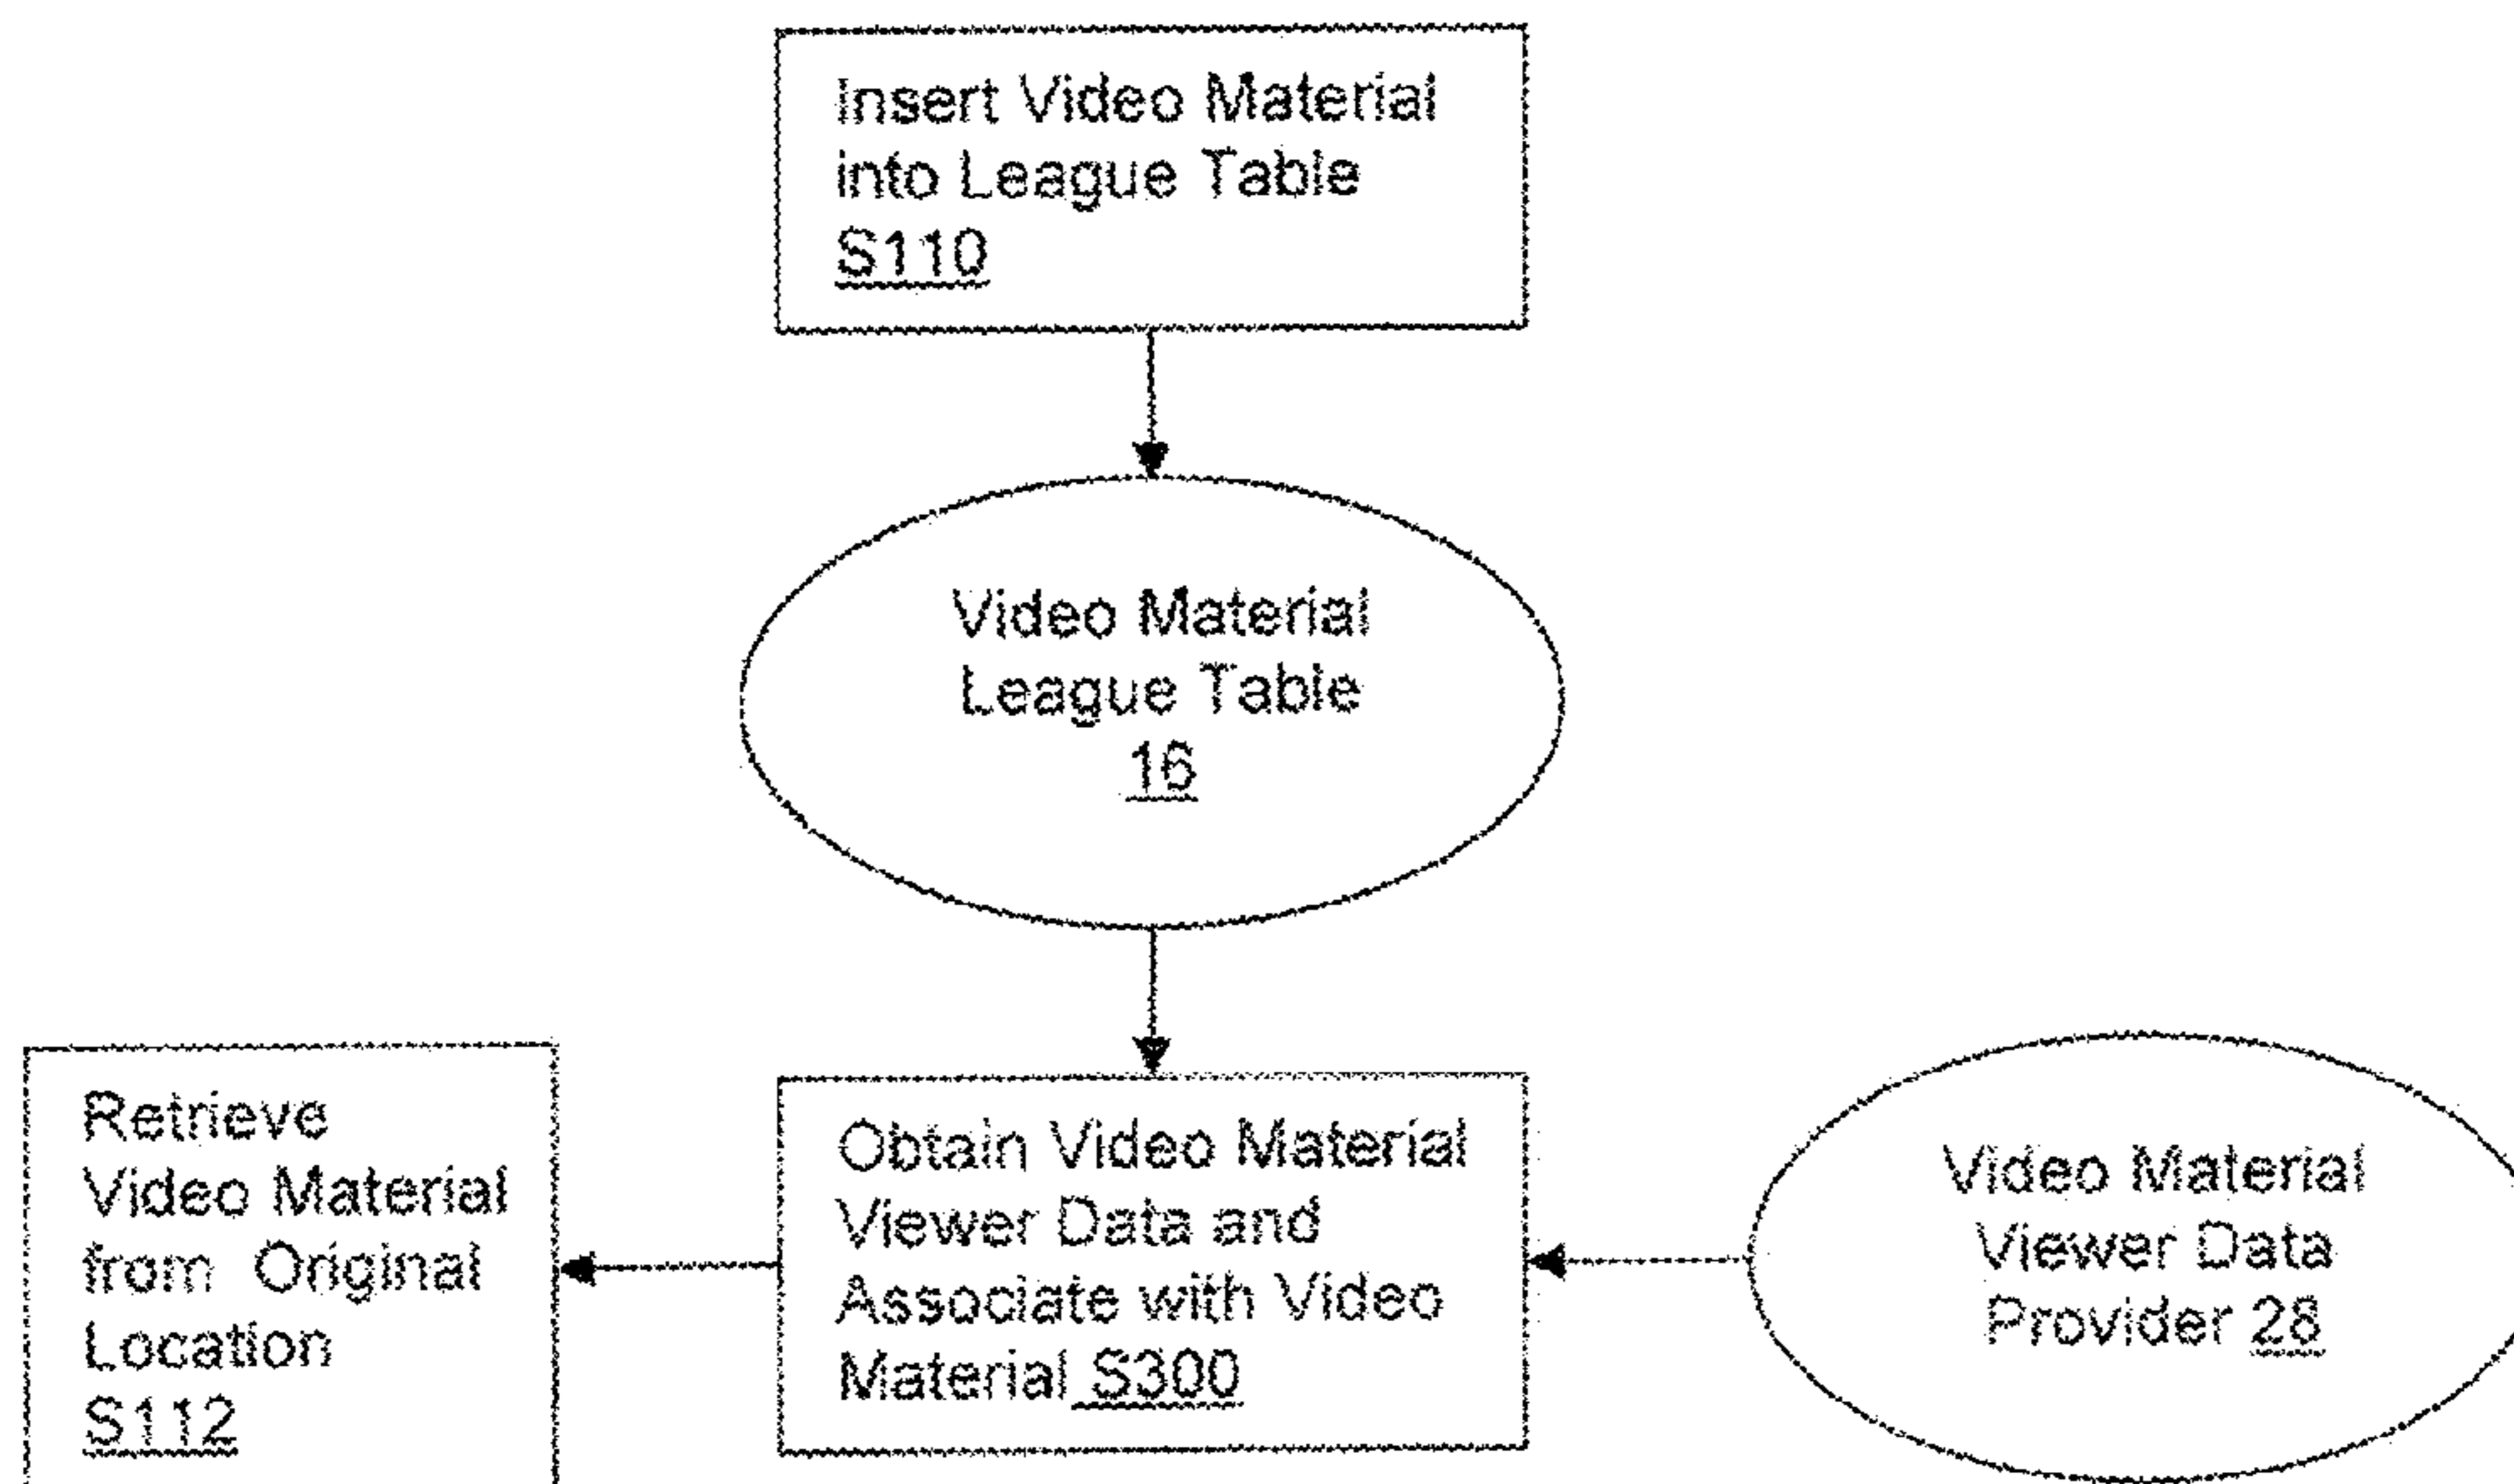 Insert Video Material
into League Table
S110
Video Material
League Table
16
Retrieve
Video Material
from Original
Location
S112
Obtain Video Material
Viewer Data and
Associate with Video
Material S300
Video Material
Viewer Data
Provider 28